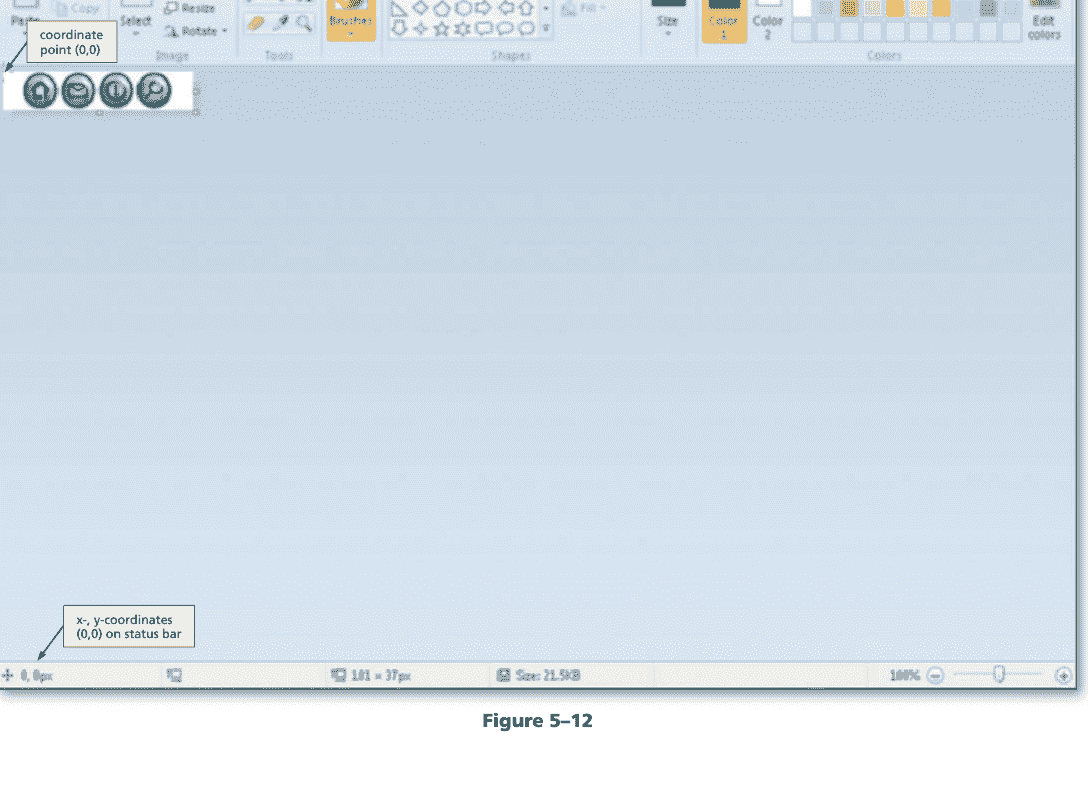 Paste
Copy
Select
Resize
Rotate
Brushes
Fill
Size
Color
1
Color
2
Edit
colors
Image
Tools
Shapes
Colors
coordinate
point (0,0)
x-, y-coordinates
(0,0) on status bar
0, 0px
181 × 37px
Size: 21.5KB
100%
Figure 5–12